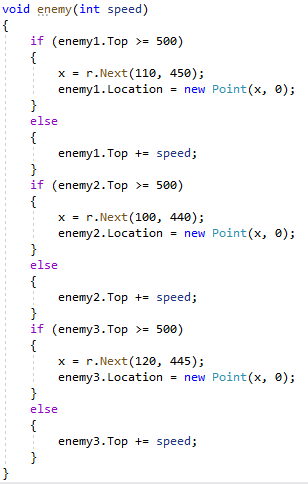 void enemy(int speed)
{
    if (enemy1.Top >= 500)
    {
        x = r.Next(110, 450);
        enemy1.Location = new Point(x, 0);
    }
    else
    {
        enemy1.Top += speed;
    }
    if (enemy2.Top >= 500)
    {
        x = r.Next(100, 440);
        enemy2.Location = new Point(x, 0);
    }
    else
    {
        enemy2.Top += speed;
    }
    if (enemy3.Top >= 500)
    {
        x = r.Next(120, 445);
        enemy3.Location = new Point(x, 0);
    }
    else
    {
        enemy3.Top += speed;
    }
}